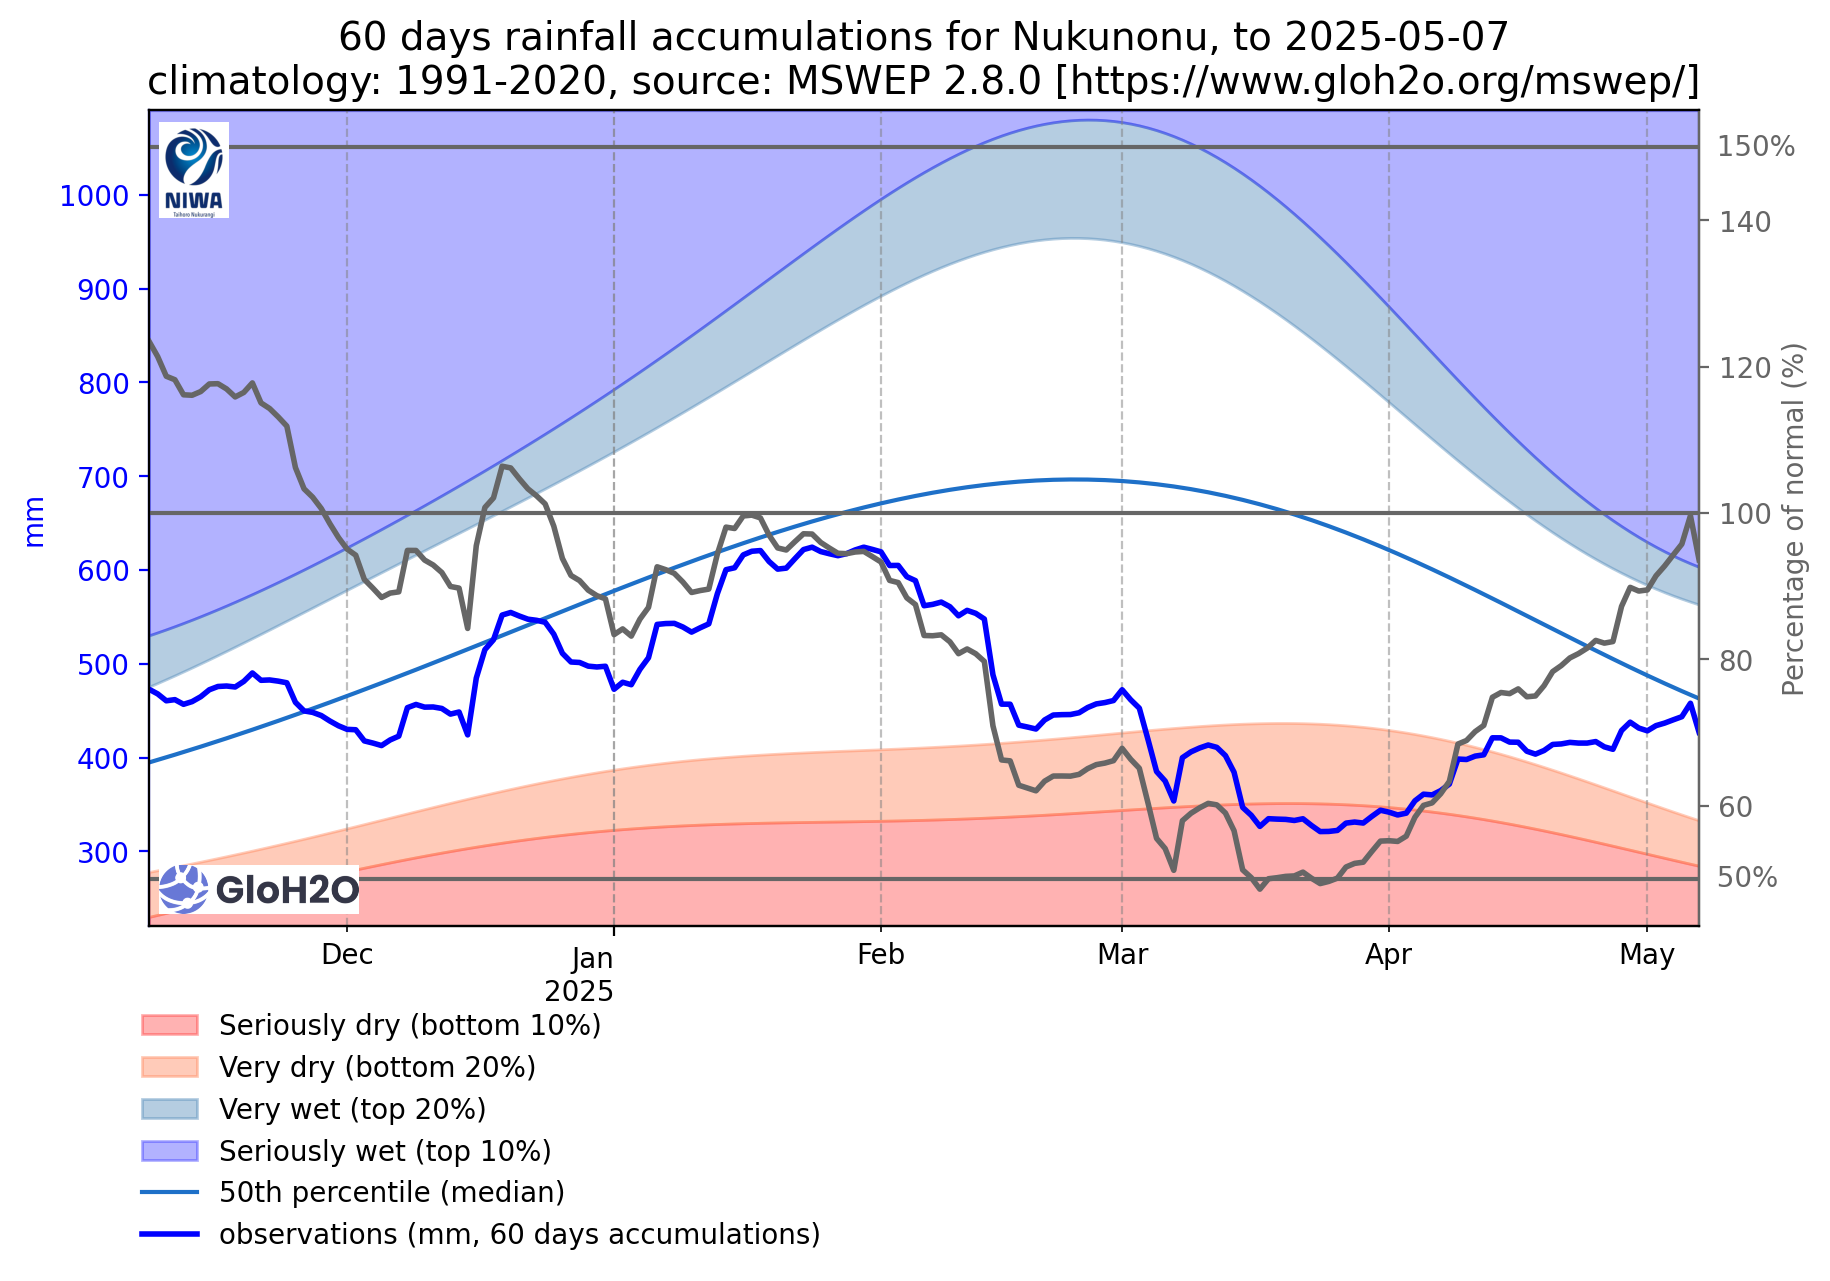 60 days rainfall accumulations for Nukunonu, to 2025-05-07
climatology: 1991-2020, source: MSWEP 2.8.0 [https://www.gloh2o.org/mswep/]
NIWA
Taihoro Nukurangi
1000
900
800
700
600
500
400
300
mm
150%
140
120
100
80
60
50%
Percentage of normal (%)
GloH2O
Dec
Jan
2025
Feb
Mar
Apr
May
Seriously dry (bottom 10%)
Very dry (bottom 20%)
Very wet (top 20%)
Seriously wet (top 10%)
50th percentile (median)
observations (mm, 60 days accumulations)